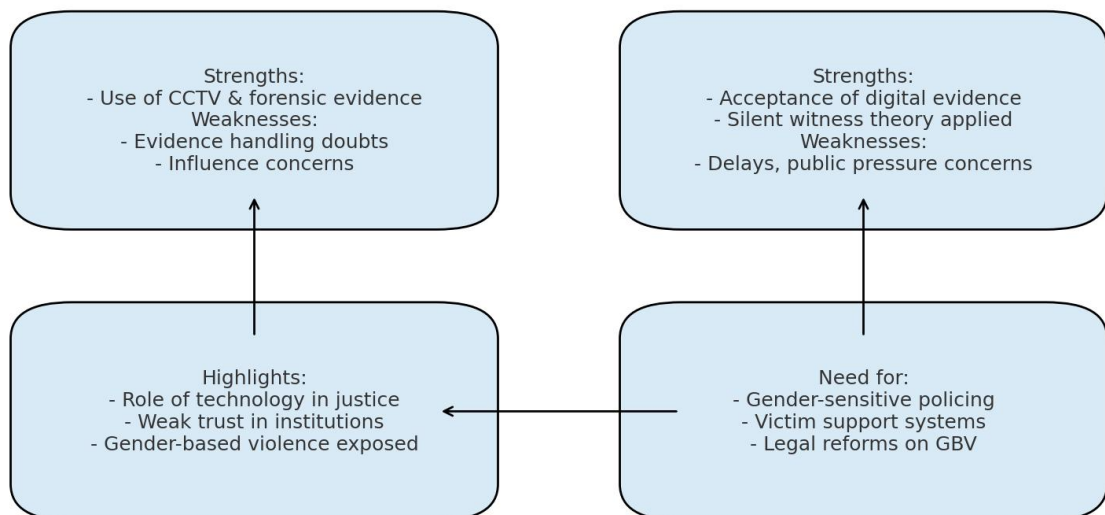 Strengths:
- Use of CCTV & forensic evidence
Weaknesses:
- Evidence handling doubts
- Influence concerns
Strengths:
- Acceptance of digital evidence
- Silent witness theory applied
Weaknesses:
- Delays, public pressure concerns
Highlights:
- Role of technology in justice
- Weak trust in institutions
- Gender-based violence exposed
Need for:
- Gender-sensitive policing
- Victim support systems
- Legal reforms on GBV